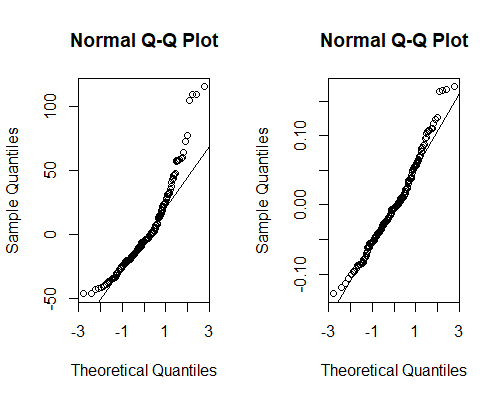 Normal Q-Q Plot
Sample Quantiles
-50
0
50
100
-3
-1
1
3
Theoretical Quantiles
Normal Q-Q Plot
Sample Quantiles
-0.10
0.00
0.10
-3
-1
1
3
Theoretical Quantiles